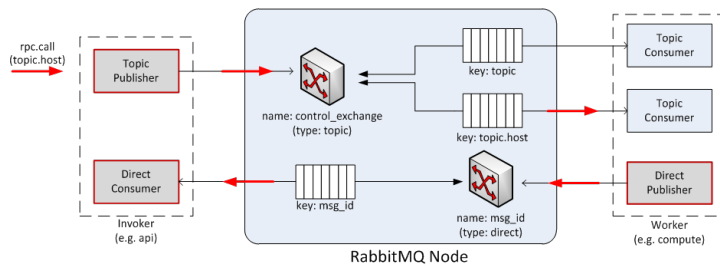 rpc.call
(topic.host)
Topic
Publisher
name: control_exchange
(type: topic)
key: topic
Topic
Consumer
key: topic.host
Topic
Consumer
Direct
Consumer
key: msg_id
name: msg_id
(type: direct)
Direct
Publisher
Invoker
(e.g. api)
Worker
(e.g. compute)
RabbitMQ Node